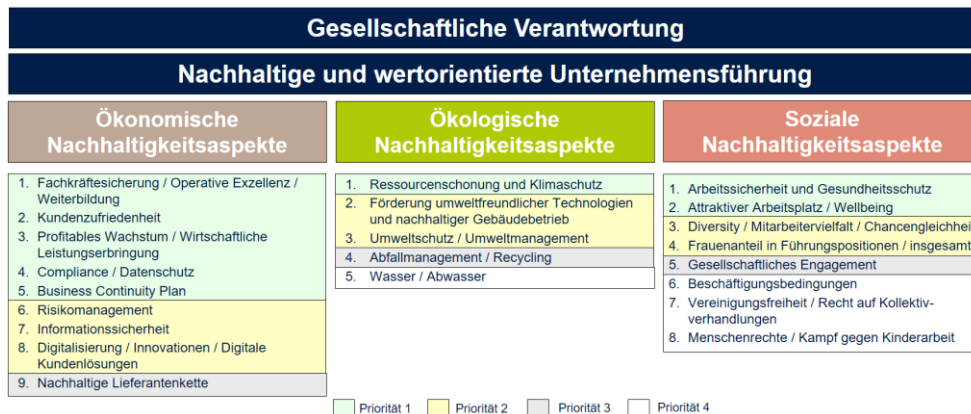 Gesellschaftliche Verantwortung
Nachhaltige und wertorientierte Unternehmensführung
Ökonomische
Nachhaltigkeitsaspekte
1. Fachkräftesicherung / Operative Exzellenz /
Weiterbildung
2. Kundenzufriedenheit
3. Profitables Wachstum / Wirtschaftliche
Leistungserbringung
4. Compliance / Datenschutz
5. Business Continuity Plan
6. Risikomanagement
7. Informationssicherheit
8. Digitalisierung / Innovationen / Digitale
Kundenlösungen
9. Nachhaltige Lieferantenkette
Ökologische
Nachhaltigkeitsaspekte
1. Ressourcenschonung und Klimaschutz
2. Förderung umweltfreundlicher Technologien
und nachhaltiger Gebäudebetrieb
3. Umweltschutz / Umweltmanagement
4. Abfallmanagement / Recycling
5. Wasser / Abwasser
Soziale
Nachhaltigkeitsaspekte
1. Arbeitssicherheit und Gesundheitsschutz
2. Attraktiver Arbeitsplatz / Wellbeing
3. Diversity / Mitarbeitervielfalt / Chancengleichhei
4. Frauenanteil in Führungspositionen / insgesamt
5. Gesellschaftliches Engagement
6. Beschäftigungsbedingungen
7. Vereinigungsfreiheit / Recht auf Kollektiv-
verhandlungen
8. Menschenrechte / Kampf gegen Kinderarbeit
Priorität 1 Priorität 2 Priorität 3 Priorität 4